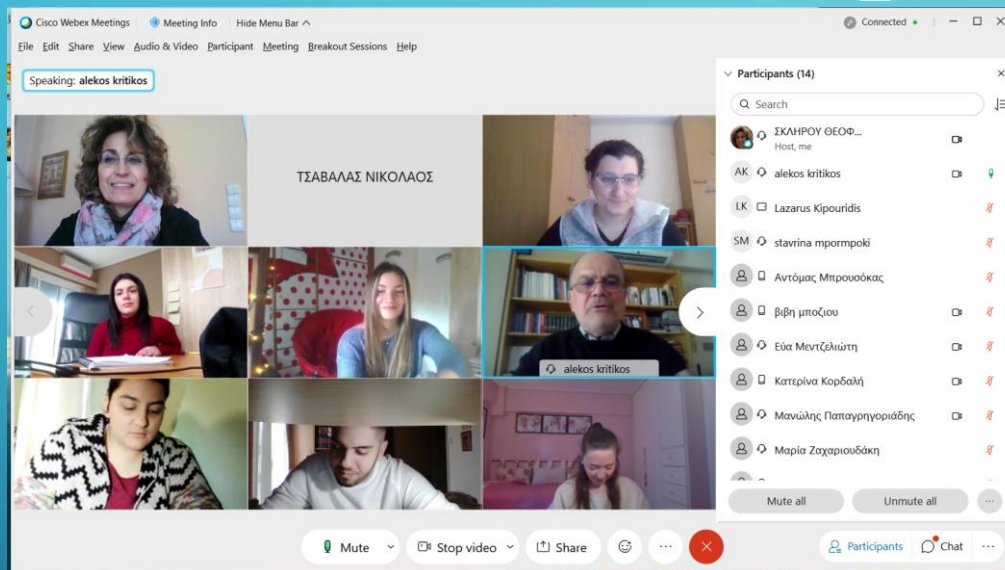 Cisco Webex Meetings Meeting Info Hide Menu Bar Connected
File Edit Share View Audio & Video Participant Meeting Breakout Sessions Help
Speaking: alekos kritikos
ΤΣΑΒΑΛΑΣ ΝΙΚΟΛΑΟΣ
alekos kritikos
Participants (14)
Search
ΣΚΛΗΡΟΥ ΘΕΟΦ...
Host, me
AK alekos kritikos
LK Lazarus Kipouridis
SM stavrina mpormpoki
Αντόμας Μπρουσόκας
βιβη μποζιου
Εύα Μεντζελιώτη
Κατερίνα Κορδαλή
Μανώλης Παπαγρηγοριάδης
Μαρία Ζαχαριουδάκη
Mute all Unmute all ...
Mute Stop video Share ... Participants Chat ...